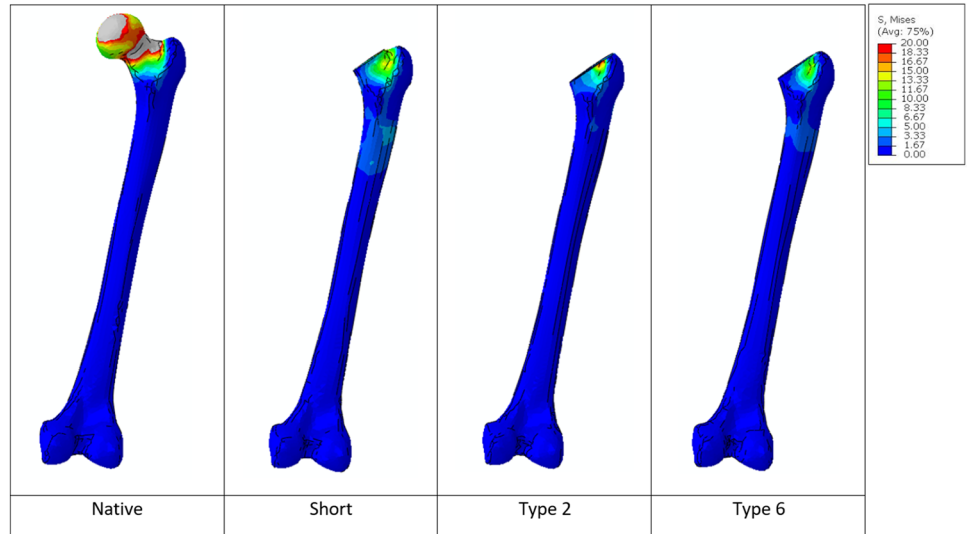 S, Mises
(Avg: 75%)
20.00
18.33
16.67
15.00
13.33
11.67
10.00
8.33
6.67
5.00
3.33
1.67
0.00
Native
Short
Type 2
Type 6